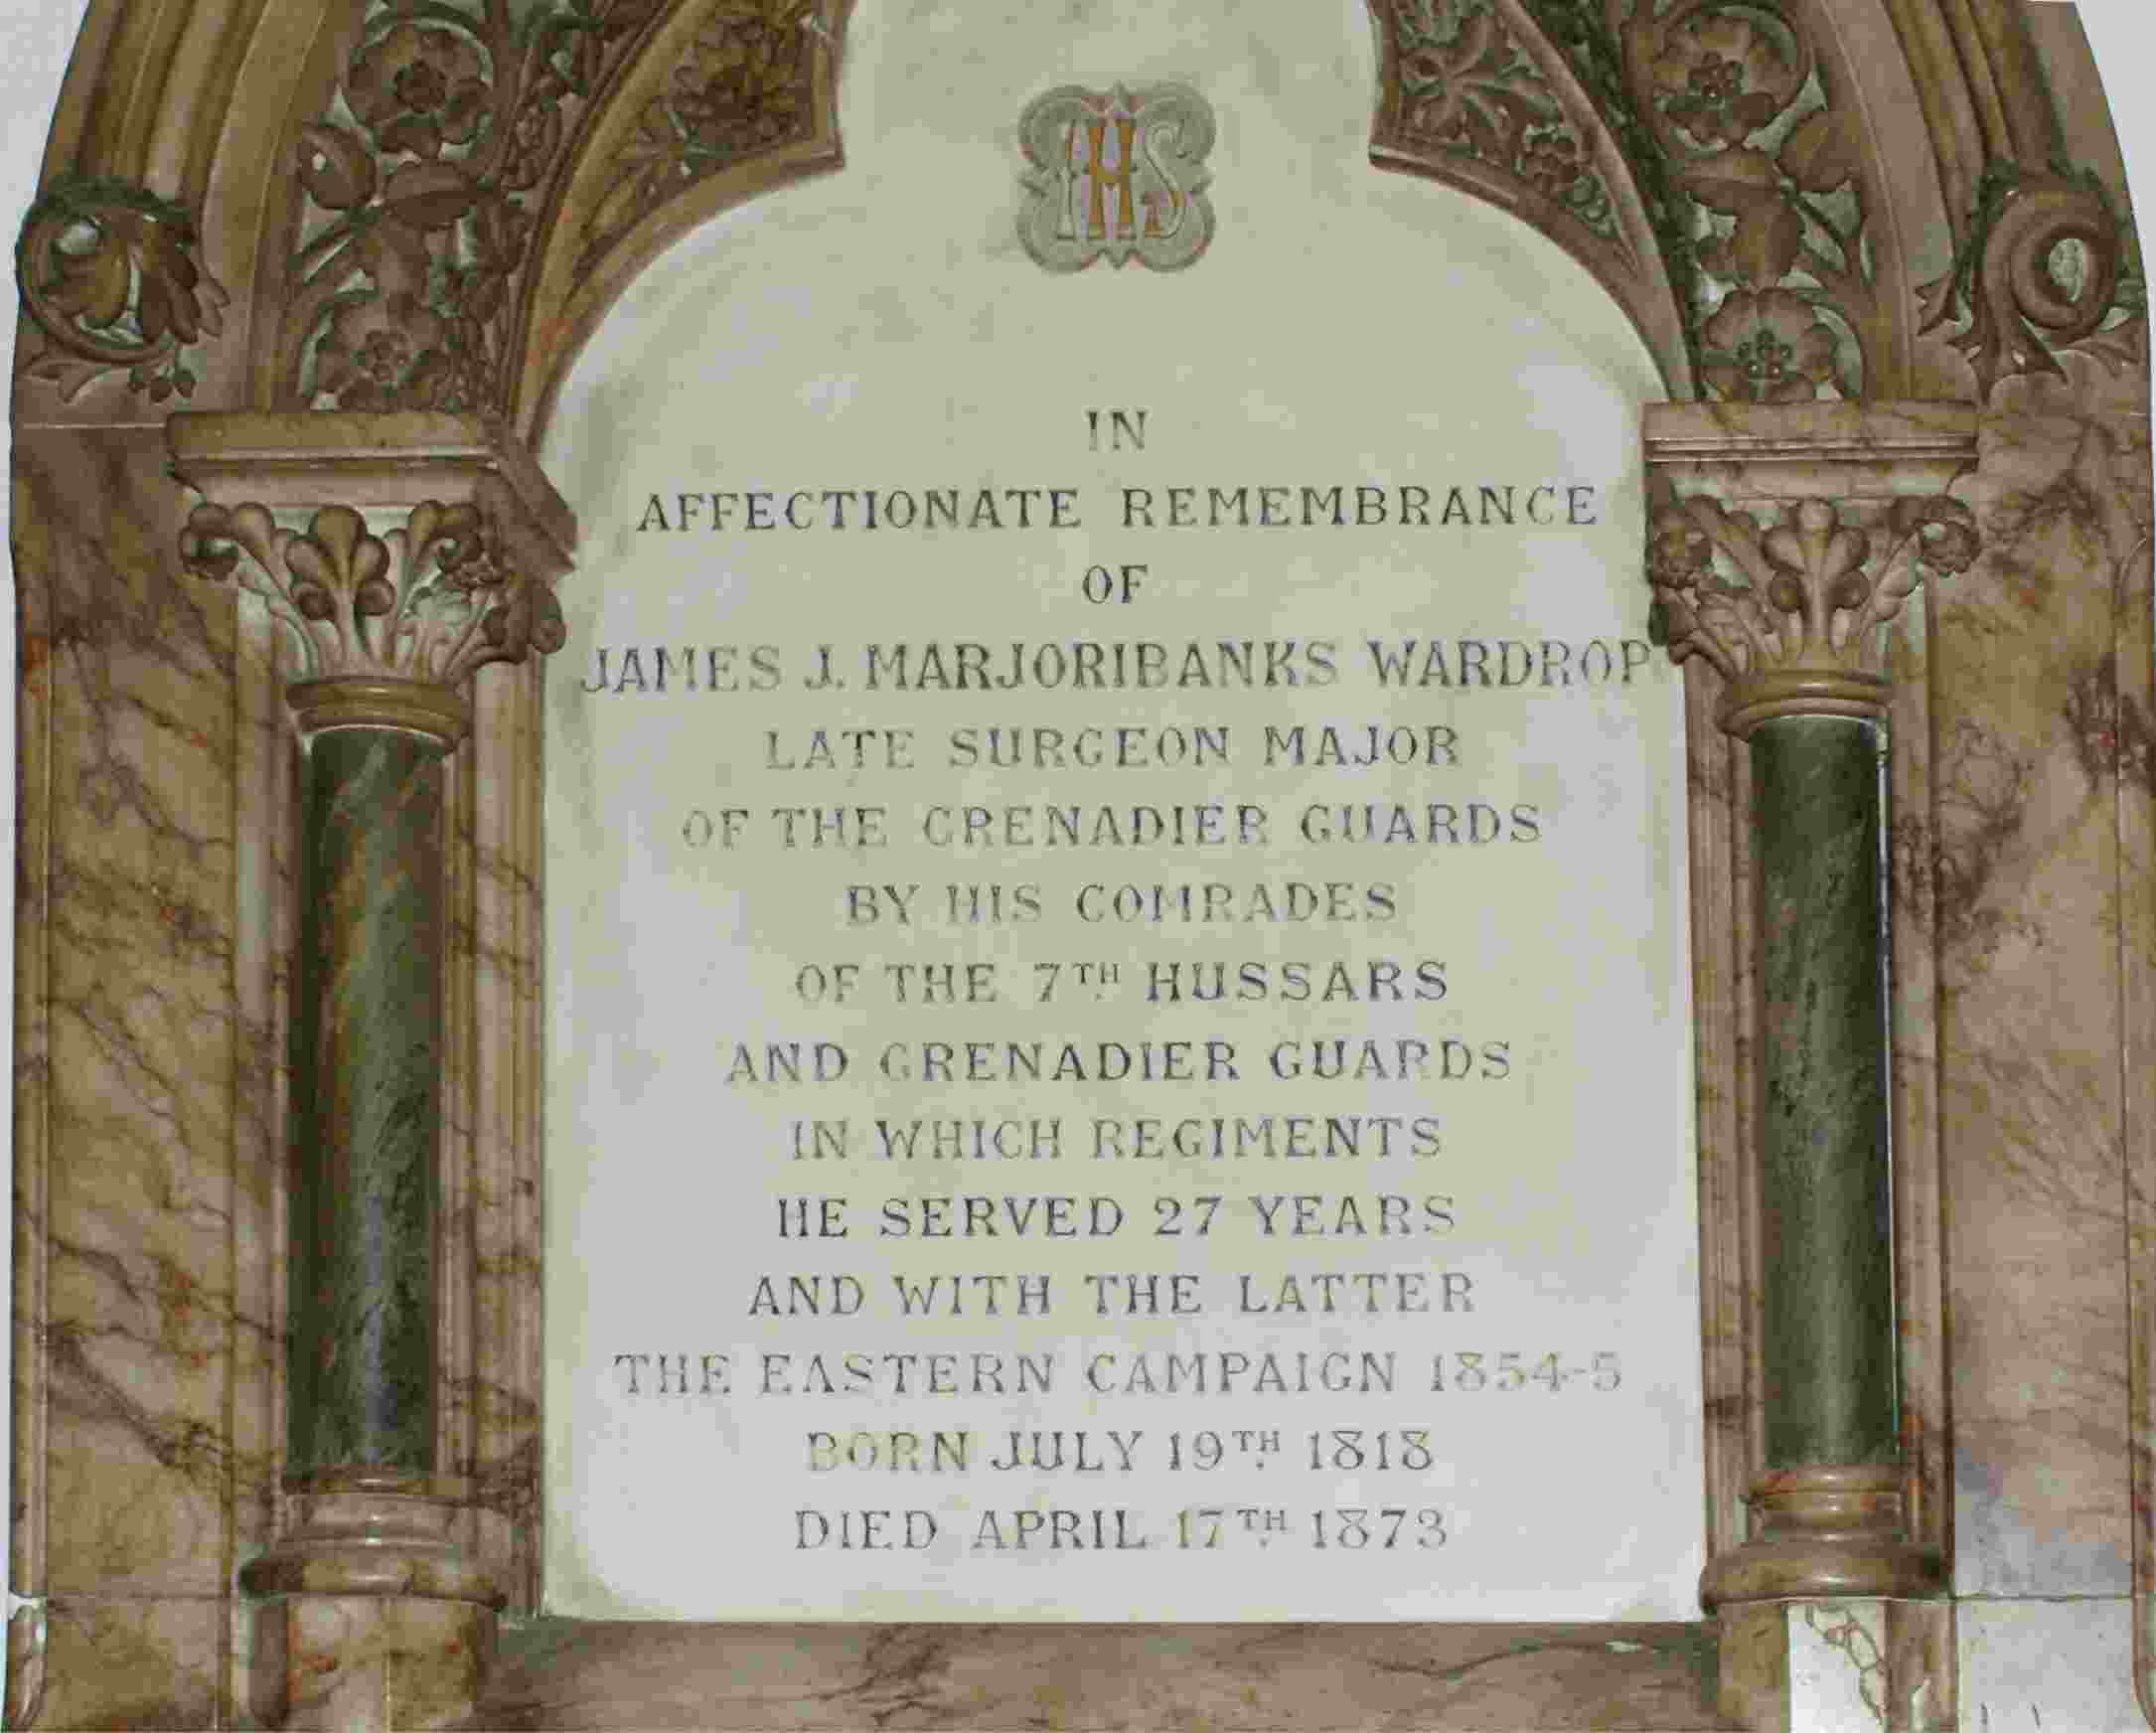 IHS
IN
AFFECTIONATE REMEMBRANCE
OF
JAMES J. MARJORIBANKS WARDROP
LATE SURGEON MAJOR
OF THE GRENADIER GUARDS
BY HIS COMRADES
OF THE 7TH HUSSARS
AND GRENADIER GUARDS
IN WHICH REGIMENTS
HE SERVED 27 YEARS
AND WITH THE LATTER
THE EASTERN CAMPAIGN 1854-5
BORN JULY 19TH 1818
DIED APRIL 17TH 1873